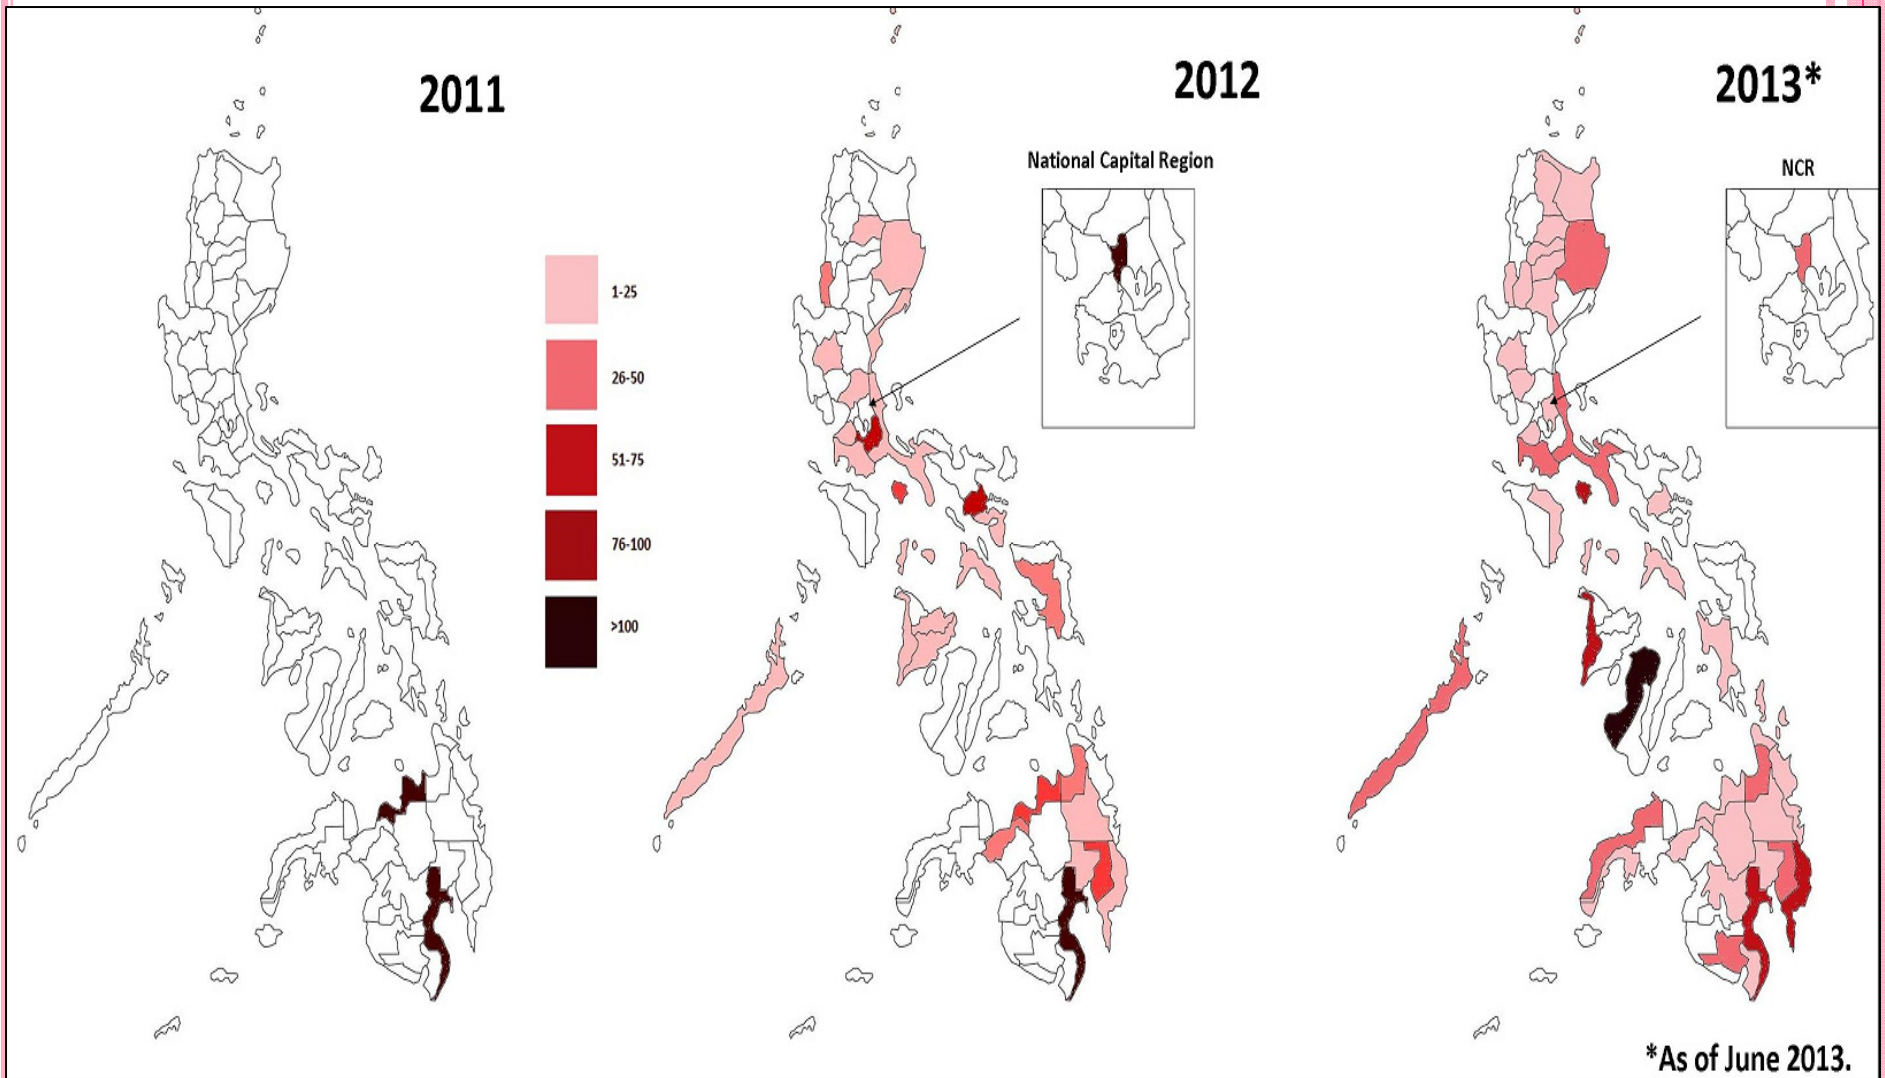 2011
2012
2013*
National Capital Region
NCR
1-25
26-50
51-75
76-100
>100
*As of June 2013.